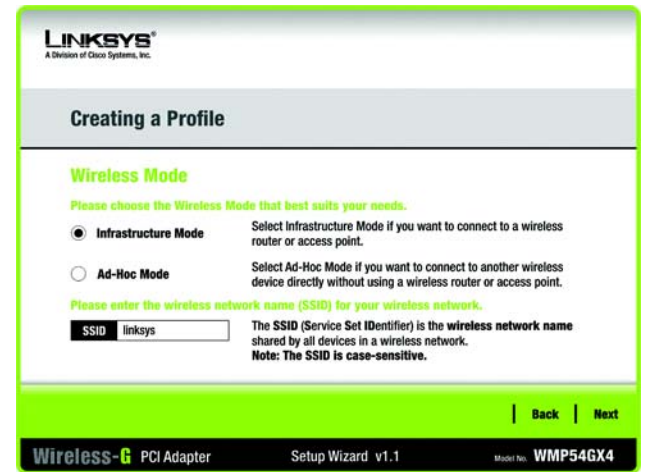 LINKSYS®
A Division of Cisco Systems, Inc.
Creating a Profile
Wireless Mode
Please choose the Wireless Mode that best suits your needs.
Infrastructure Mode
Select Infrastructure Mode if you want to connect to a wireless
router or access point.
Ad-Hoc Mode
Select Ad-Hoc Mode if you want to connect to another wireless
device directly without using a wireless router or access point.
Please enter the wireless network name (SSID) for your wireless network.
SSID linksys
The SSID (Service Set IDentifier) is the wireless network name
shared by all devices in a wireless network.
Note: The SSID is case-sensitive.
Back Next
Wireless-G PCI Adapter Setup Wizard v1.1 Model No. WMP54GX4